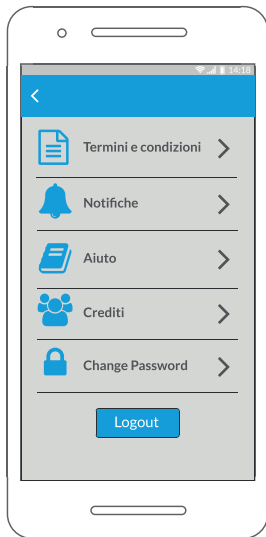 14:18
Termini e condizioni
Notifiche
Aiuto
Crediti
Change Password
Logout